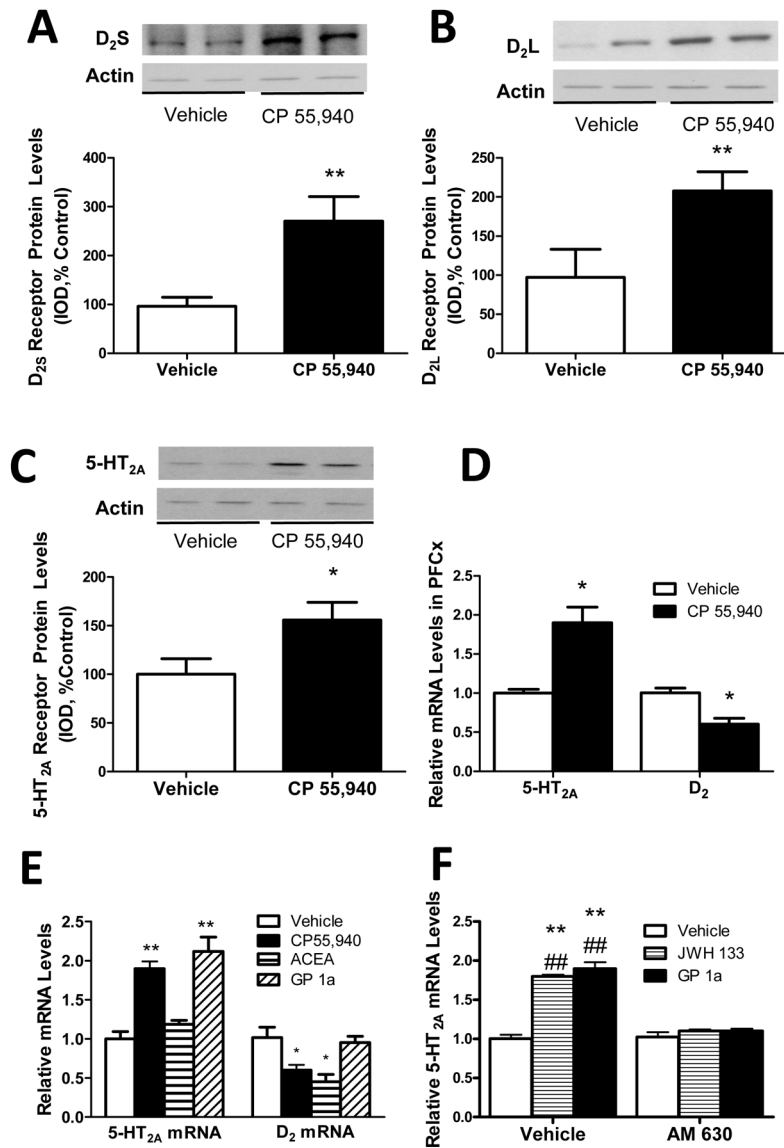 A
D2S
Actin
Vehicle CP 55,940
D2S Receptor Protein Levels
(IOD,% Control)
400
300
200
100
0
**
Vehicle CP 55,940
B
D2L
Actin
Vehicle CP 55,940
D2L Receptor Protein Levels
(IOD,% Control)
250
200
150
100
50
0
**
Vehicle CP 55,940
C
5-HT2A
Actin
Vehicle CP 55,940
5-HT2A Receptor Protein Levels
(IOD, %Control)
200
150
100
50
0
*
Vehicle CP 55,940
D
Relative mRNA Levels in PFCx
2.5
2.0
1.5
1.0
0.5
0.0
*
*
Vehicle
CP 55,940
5-HT2A D2
E
Relative mRNA Levels
2.5
2.0
1.5
1.0
0.5
0.0
**
**
*
*
Vehicle
CP55,940
ACEA
GP 1a
5-HT2A mRNA D2 mRNA
F
Relative 5-HT2A mRNA Levels
2.5
2.0
1.5
1.0
0.5
0.0
** **
## ##
Vehicle
JWH 133
GP 1a
Vehicle AM 630